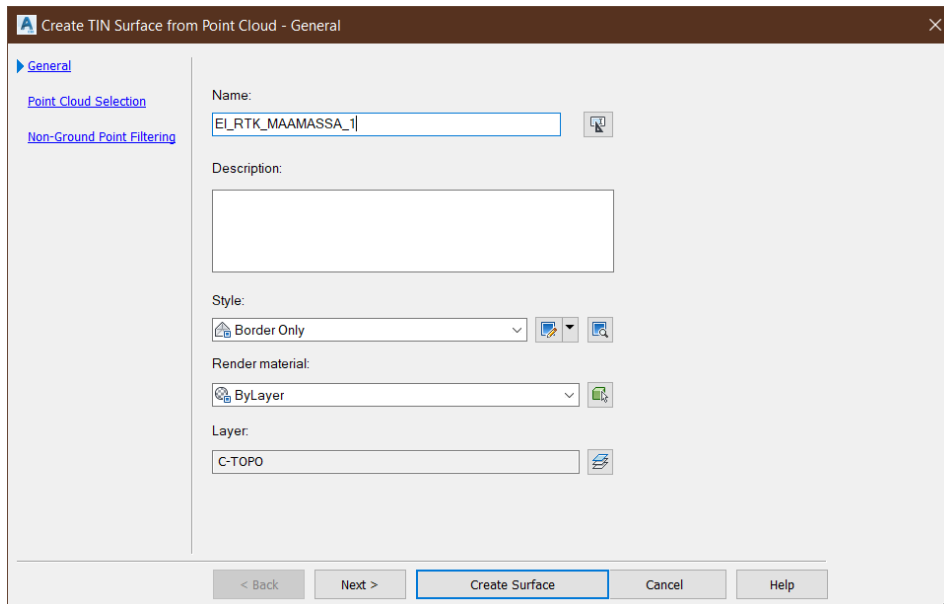 Create TIN Surface from Point Cloud - General
General
Point Cloud Selection
Non-Ground Point Filtering
Name:
EI_RTK_MAAMASSA_1
Description:
Style:
Border Only
Render material:
ByLayer
Layer:
C-TOPO
< Back Next > Create Surface Cancel Help